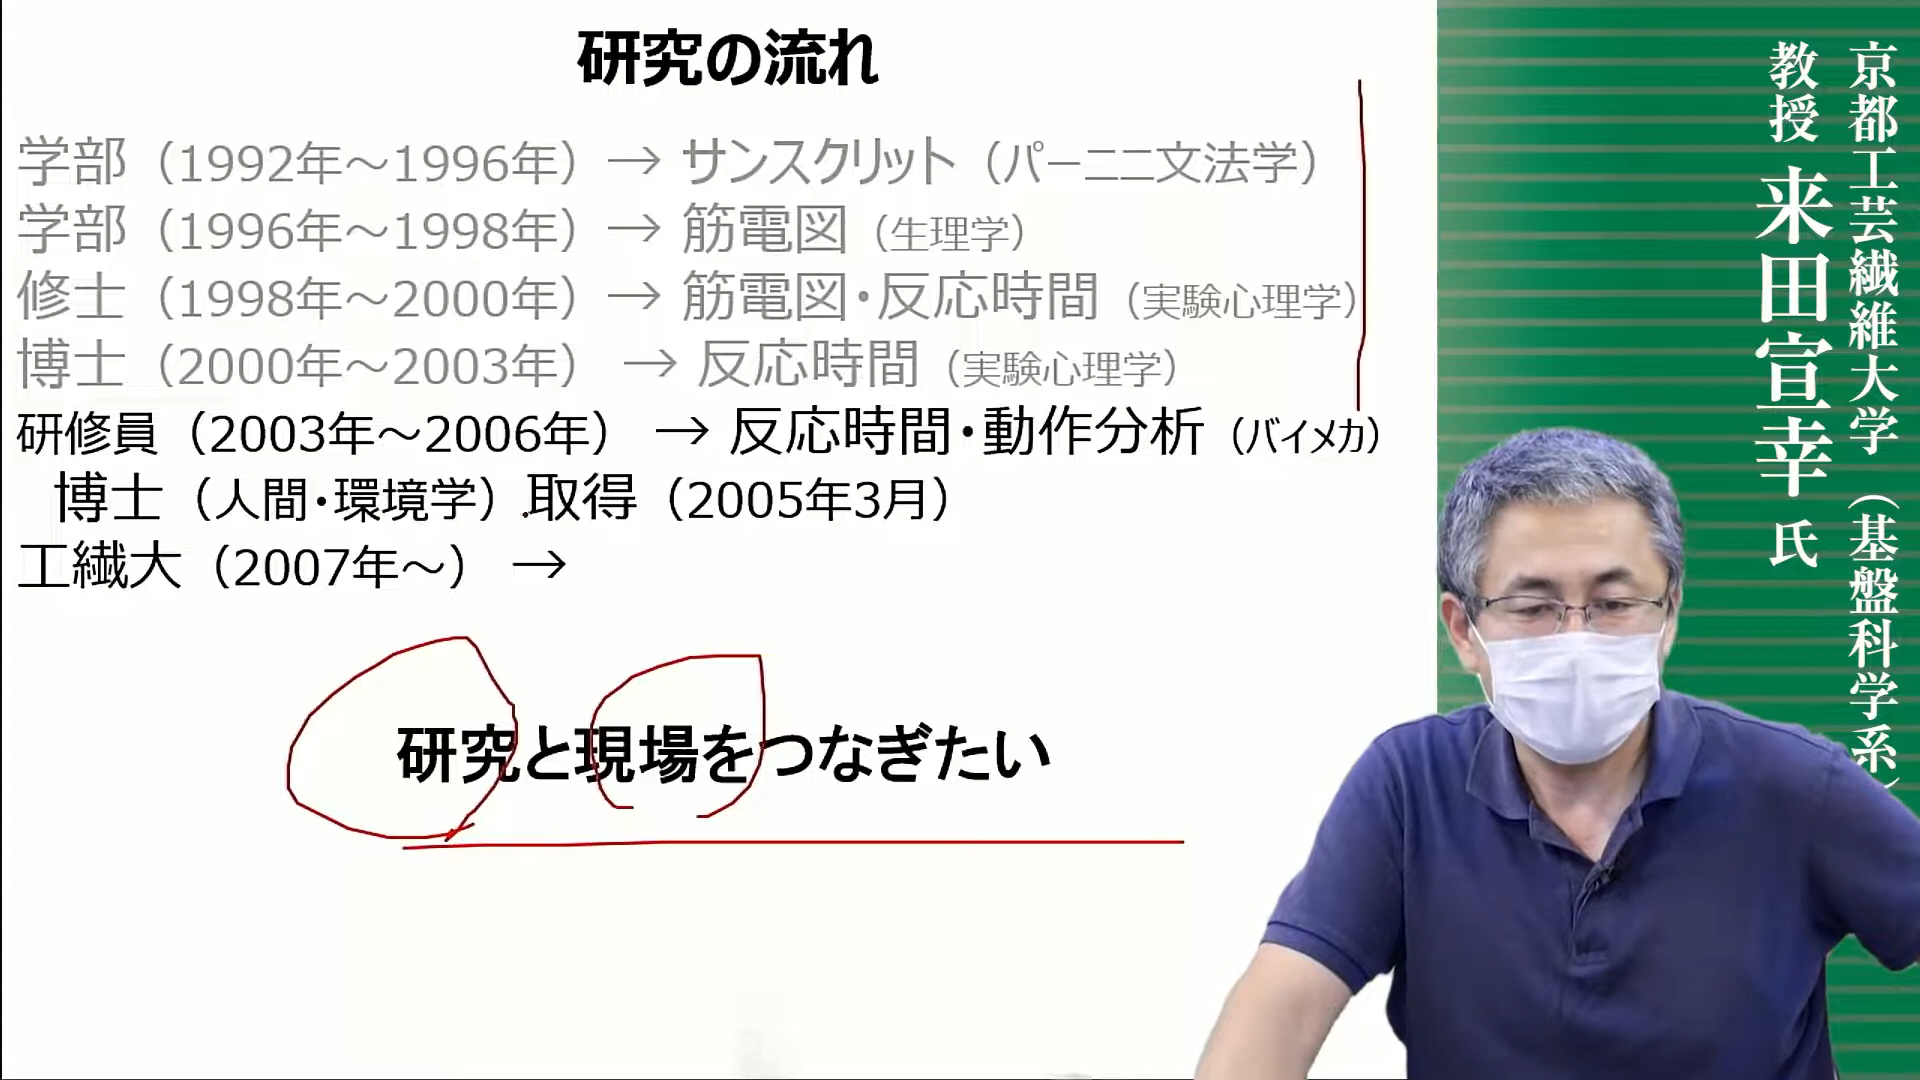 研究の流れ
学部（1992年～1996年）→ サンスクリット（パーニニ文法学）
学部（1996年～1998年）→ 筋電図（生理学）
修士（1998年～2000年）→ 筋電図・反応時間（実験心理学）
博士（2000年～2003年） → 反応時間（実験心理学）
研修員（2003年～2006年） → 反応時間・動作分析（バイメカ）
博士（人間・環境学）取得（2005年3月）
工繊大（2007年～） →
研究と現場をつなぎたい
京都工芸繊維大学（基盤科学系）
教授 来田宣幸 氏